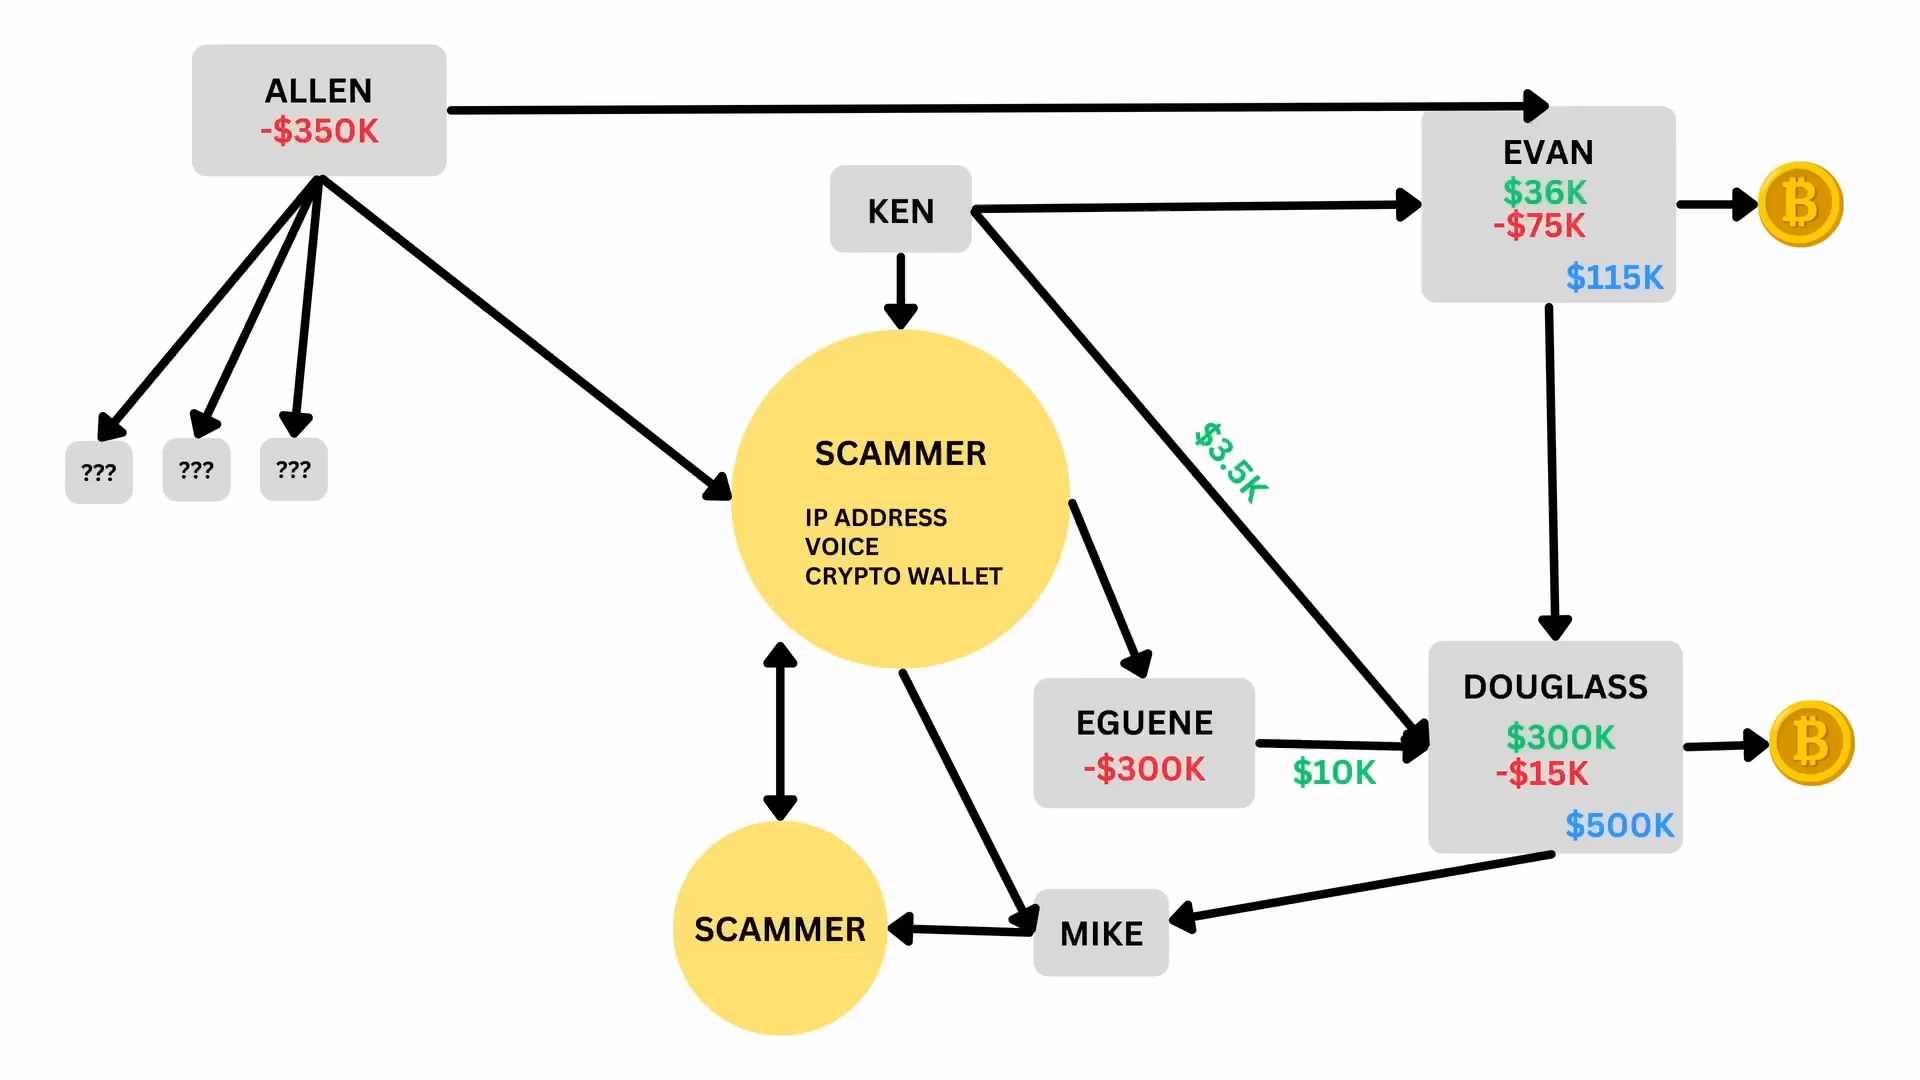 ALLEN
-$350K
EVAN
$36K
-$75K
$115K
KEN
$3.5K
???
???
???
SCAMMER
IP ADDRESS
VOICE
CRYPTO WALLET
EGUENE
-$300K
$10K
DOUGLASS
$300K
-$15K
$500K
SCAMMER
MIKE